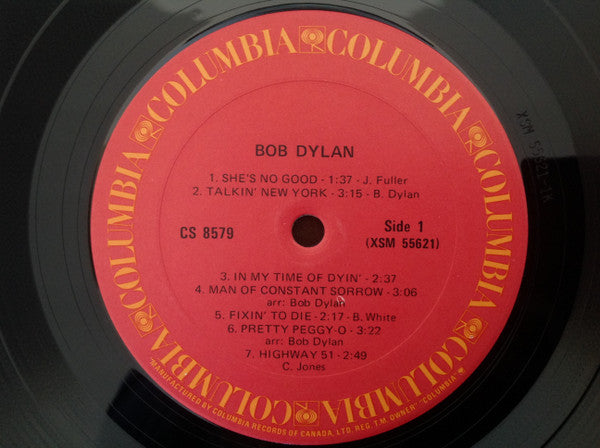 COLUMBIA COLUMBIA COLUMBIA COLUMBIA COLUMBIA COLUMBIA
BOB DYLAN
1. SHE'S NO GOOD - 1:37 - J. Fuller
2. TALKIN' NEW YORK - 3:15 - B. Dylan
CS 8579
Side 1
(XSM 55621)
3. IN MY TIME OF DYIN' - 2:37
4. MAN OF CONSTANT SORROW - 3:06
arr: Bob Dylan
5. FIXIN' TO DIE - 2:17 - B. White
6. PRETTY PEGGY-O - 3:22
arr: Bob Dylan
7. HIGHWAY 51 - 2:49
C. Jones
"MANUFACTURED BY COLUMBIA RECORDS OF CANADA, LTD. REG. T.M. OWNER"-COLUMBIA
XSM 55621-1K